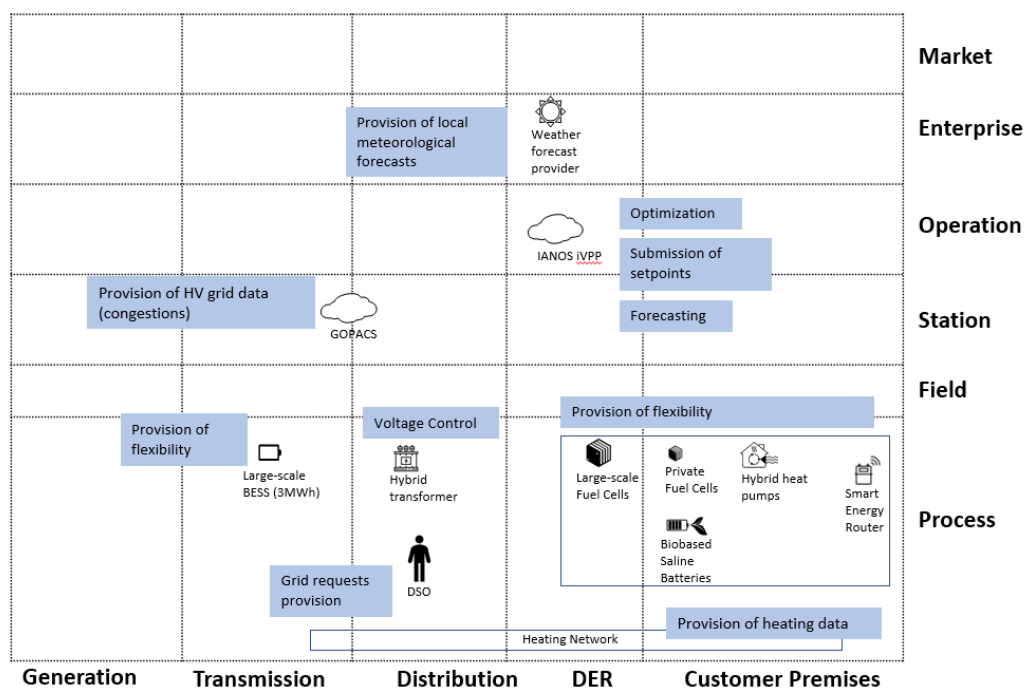 Market
Provision of local
meteorological
forecasts
Weather
forecast
provider
Enterprise
Optimization
Operation
IANOS iVPP
Submission of
setpoints
Provision of HV grid data
(congestions)
GOPACS
Forecasting
Station
Field
Provision of flexibility
Provision of
flexibility
Voltage Control
Large-scale
BESS (3MWh)
Hybrid
transformer
Large-scale
Fuel Cells
Private
Fuel Cells
Hybrid heat
pumps
Smart
Energy
Router
Process
Biobased
Saline
Batteries
Grid requests
provision
DSO
Provision of heating data
Heating Network
Generation
Transmission
Distribution
DER
Customer Premises